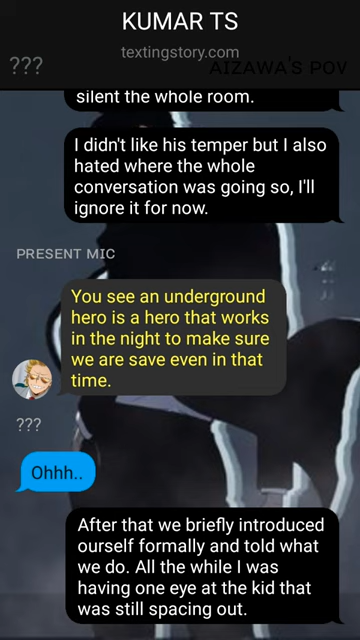 KUMAR TS
textingstory.com
???
AIZAWA'S POV
silent the whole room.
I didn't like his temper but I also
hated where the whole
conversation was going so, I'll
ignore it for now.
PRESENT MIC
You see an underground
hero is a hero that works
in the night to make sure
we are save even in that
time.
???
Ohhh..
After that we briefly introduced
ourself formally and told what
we do. All the while I was
having one eye at the kid that
was still spacing out.